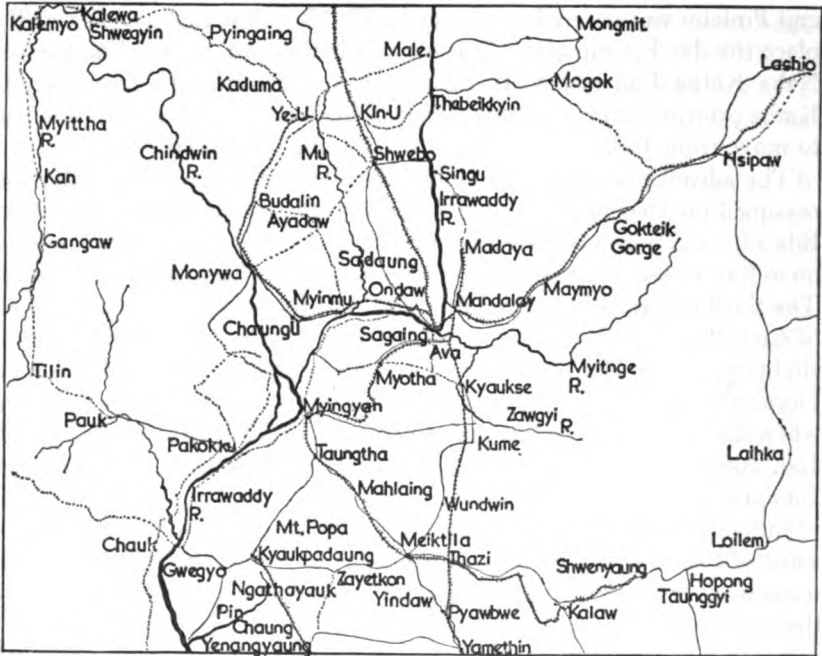 Kalemyo
Kalewa
Shwegyin
Pyingaing
Male.
Mongmit
Lashio
Kaduma
Mogok
Ye-U
Kin-U
Thabeikkyin
Myittha
R.
Chindwin
R.
Mu
R.
Shwebo
Hsipaw
Kan
Singu
Irrawaddy
R.
Budalin
Ayadaw
Gokteik
Gorge
Gangaw
Madaya
Sadaung
Monywa
Myinmu
Ondaw
Mandalay
Maymyo
Chaungu
Sagaing
Ava
Myitnge
R.
Tilin
Myotha
Kyaukse
Pauk
Myingyan
Zawgyi
R.
Pakokku
Kume
Taungtha
Laihka
Irrawaddy
R.
Mahlaing
Wundwin
Mt. Popa
Chauk
Meiktila
Loilem
Kyaukpadaung
Thazi
Gwegyo
Shwenyaung
Hopong
Ngathayauk
Zayetkon
Taunggyi
Yindaw
Pin
Chaung
Pyawbwe
Kalaw
Yenangyaung
Yamethin